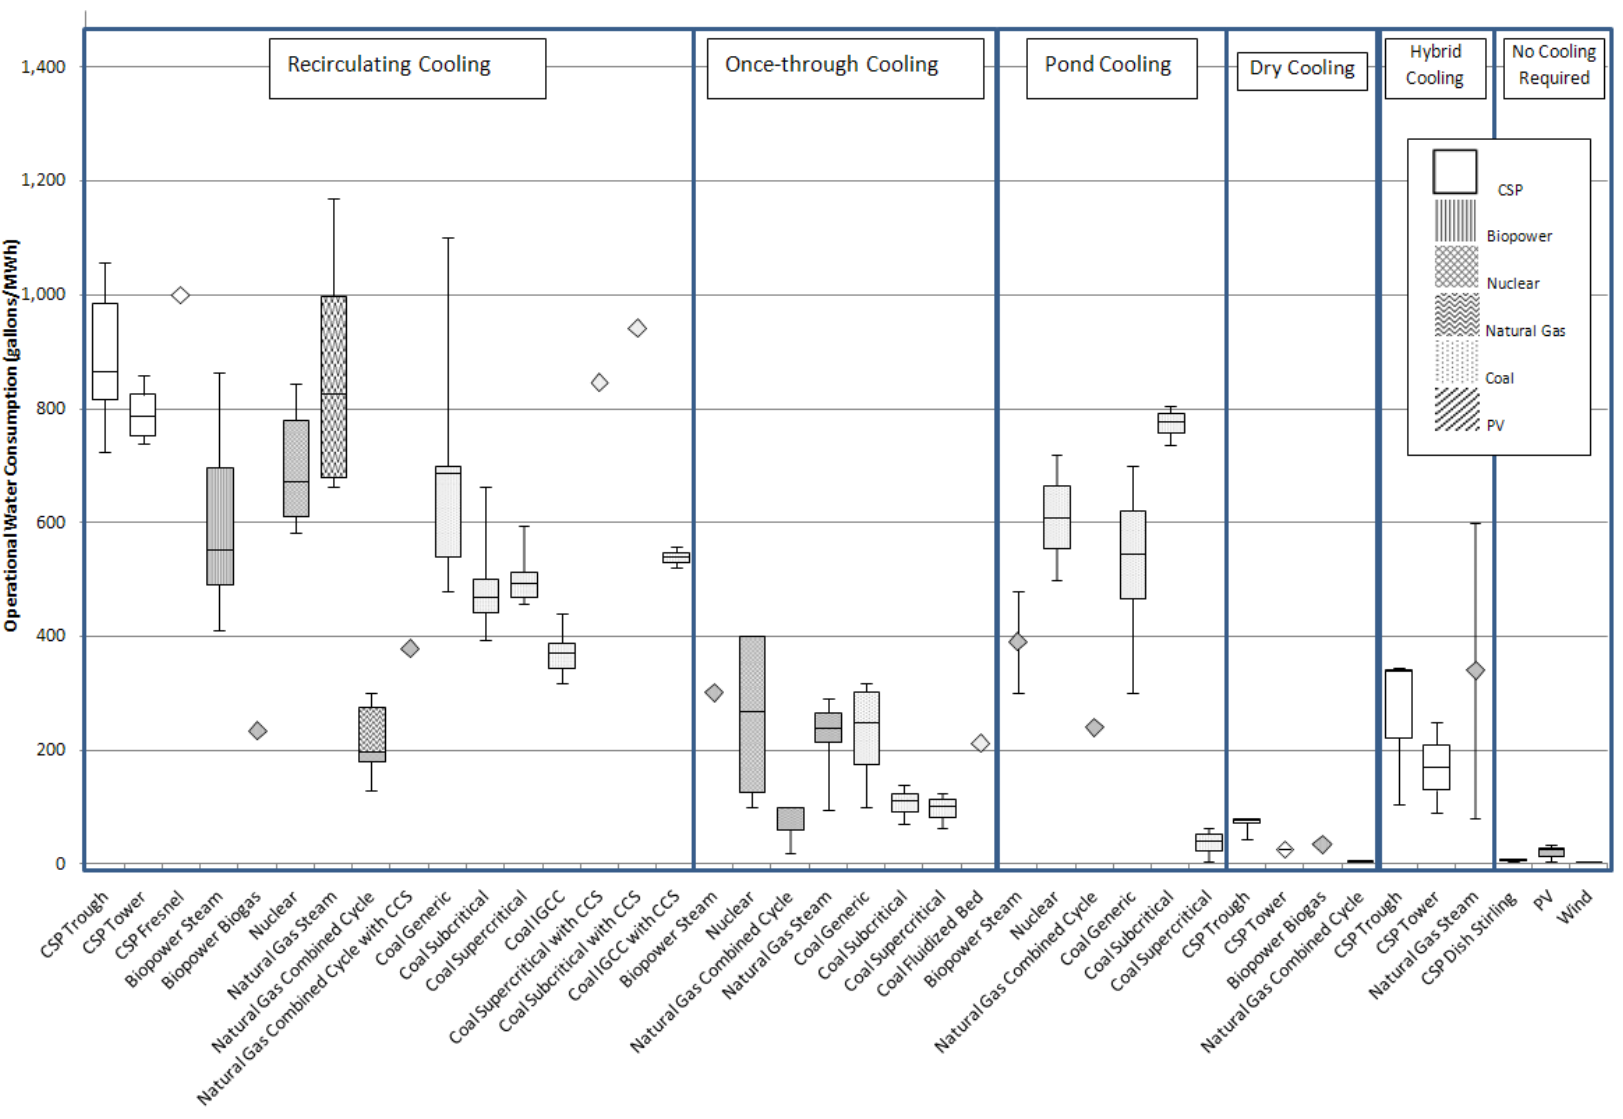 Recirculating Cooling
Once-through Cooling
Pond Cooling
Dry Cooling
Hybrid
Cooling
No Cooling
Required
Operational Water Consumption (gallons/MWh)
1,400
1,200
1,000
800
600
400
200
0
CSP
Biopower
Nuclear
Natural Gas
Coal
PV
CSP Trough
CSP Tower
CSP Fresnel
Biopower Steam
Biopower Biogas
Nuclear
Natural Gas Steam
Natural Gas Combined Cycle
Natural Gas Combined Cycle with CCS
Coal Generic
Coal Subcritical
Coal Supercritical
Coal IGCC
Coal Supercritical with CCS
Coal Subcritical with CCS
Coal IGCC with CCS
Biopower Steam
Nuclear
Natural Gas Combined Cycle
Natural Gas Steam
Coal Generic
Coal Subcritical
Coal Supercritical
Coal Fluidized Bed
Biopower Steam
Nuclear
Natural Gas Combined Cycle
Coal Generic
Coal Subcritical
Coal Supercritical
CSP Trough
CSP Tower
Biopower Biogas
Natural Gas Combined Cycle
CSP Trough
CSP Tower
Natural Gas Steam
CSP Dish Stirling
PV
Wind